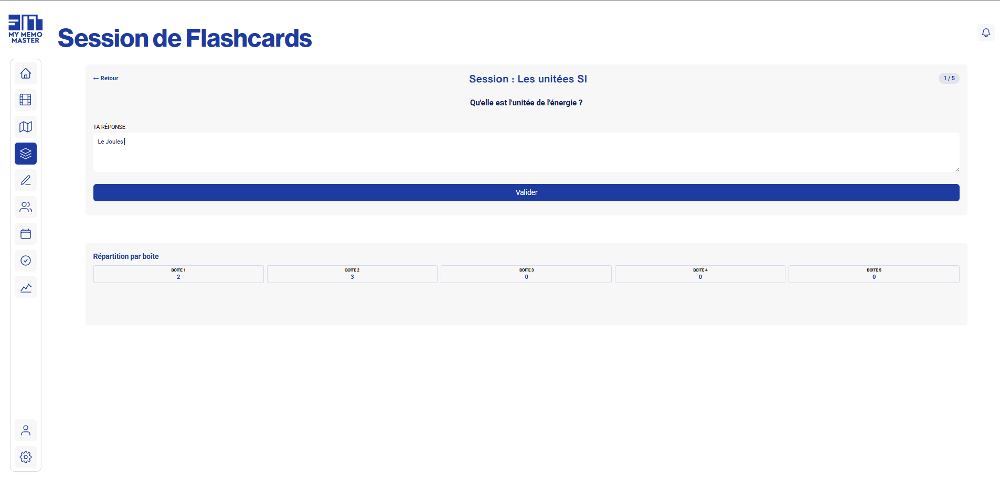 MY MEMO
MASTER
Session de Flashcards
← Retour
Session : Les unitées SI
1 / 5
Qu'elle est l'unitée de l'énergie ?
TA RÉPONSE
Le Joules
Valider
Répartition par boîte
BOÎTE 1
2
BOÎTE 2
3
BOÎTE 3
0
BOÎTE 4
0
BOÎTE 5
0